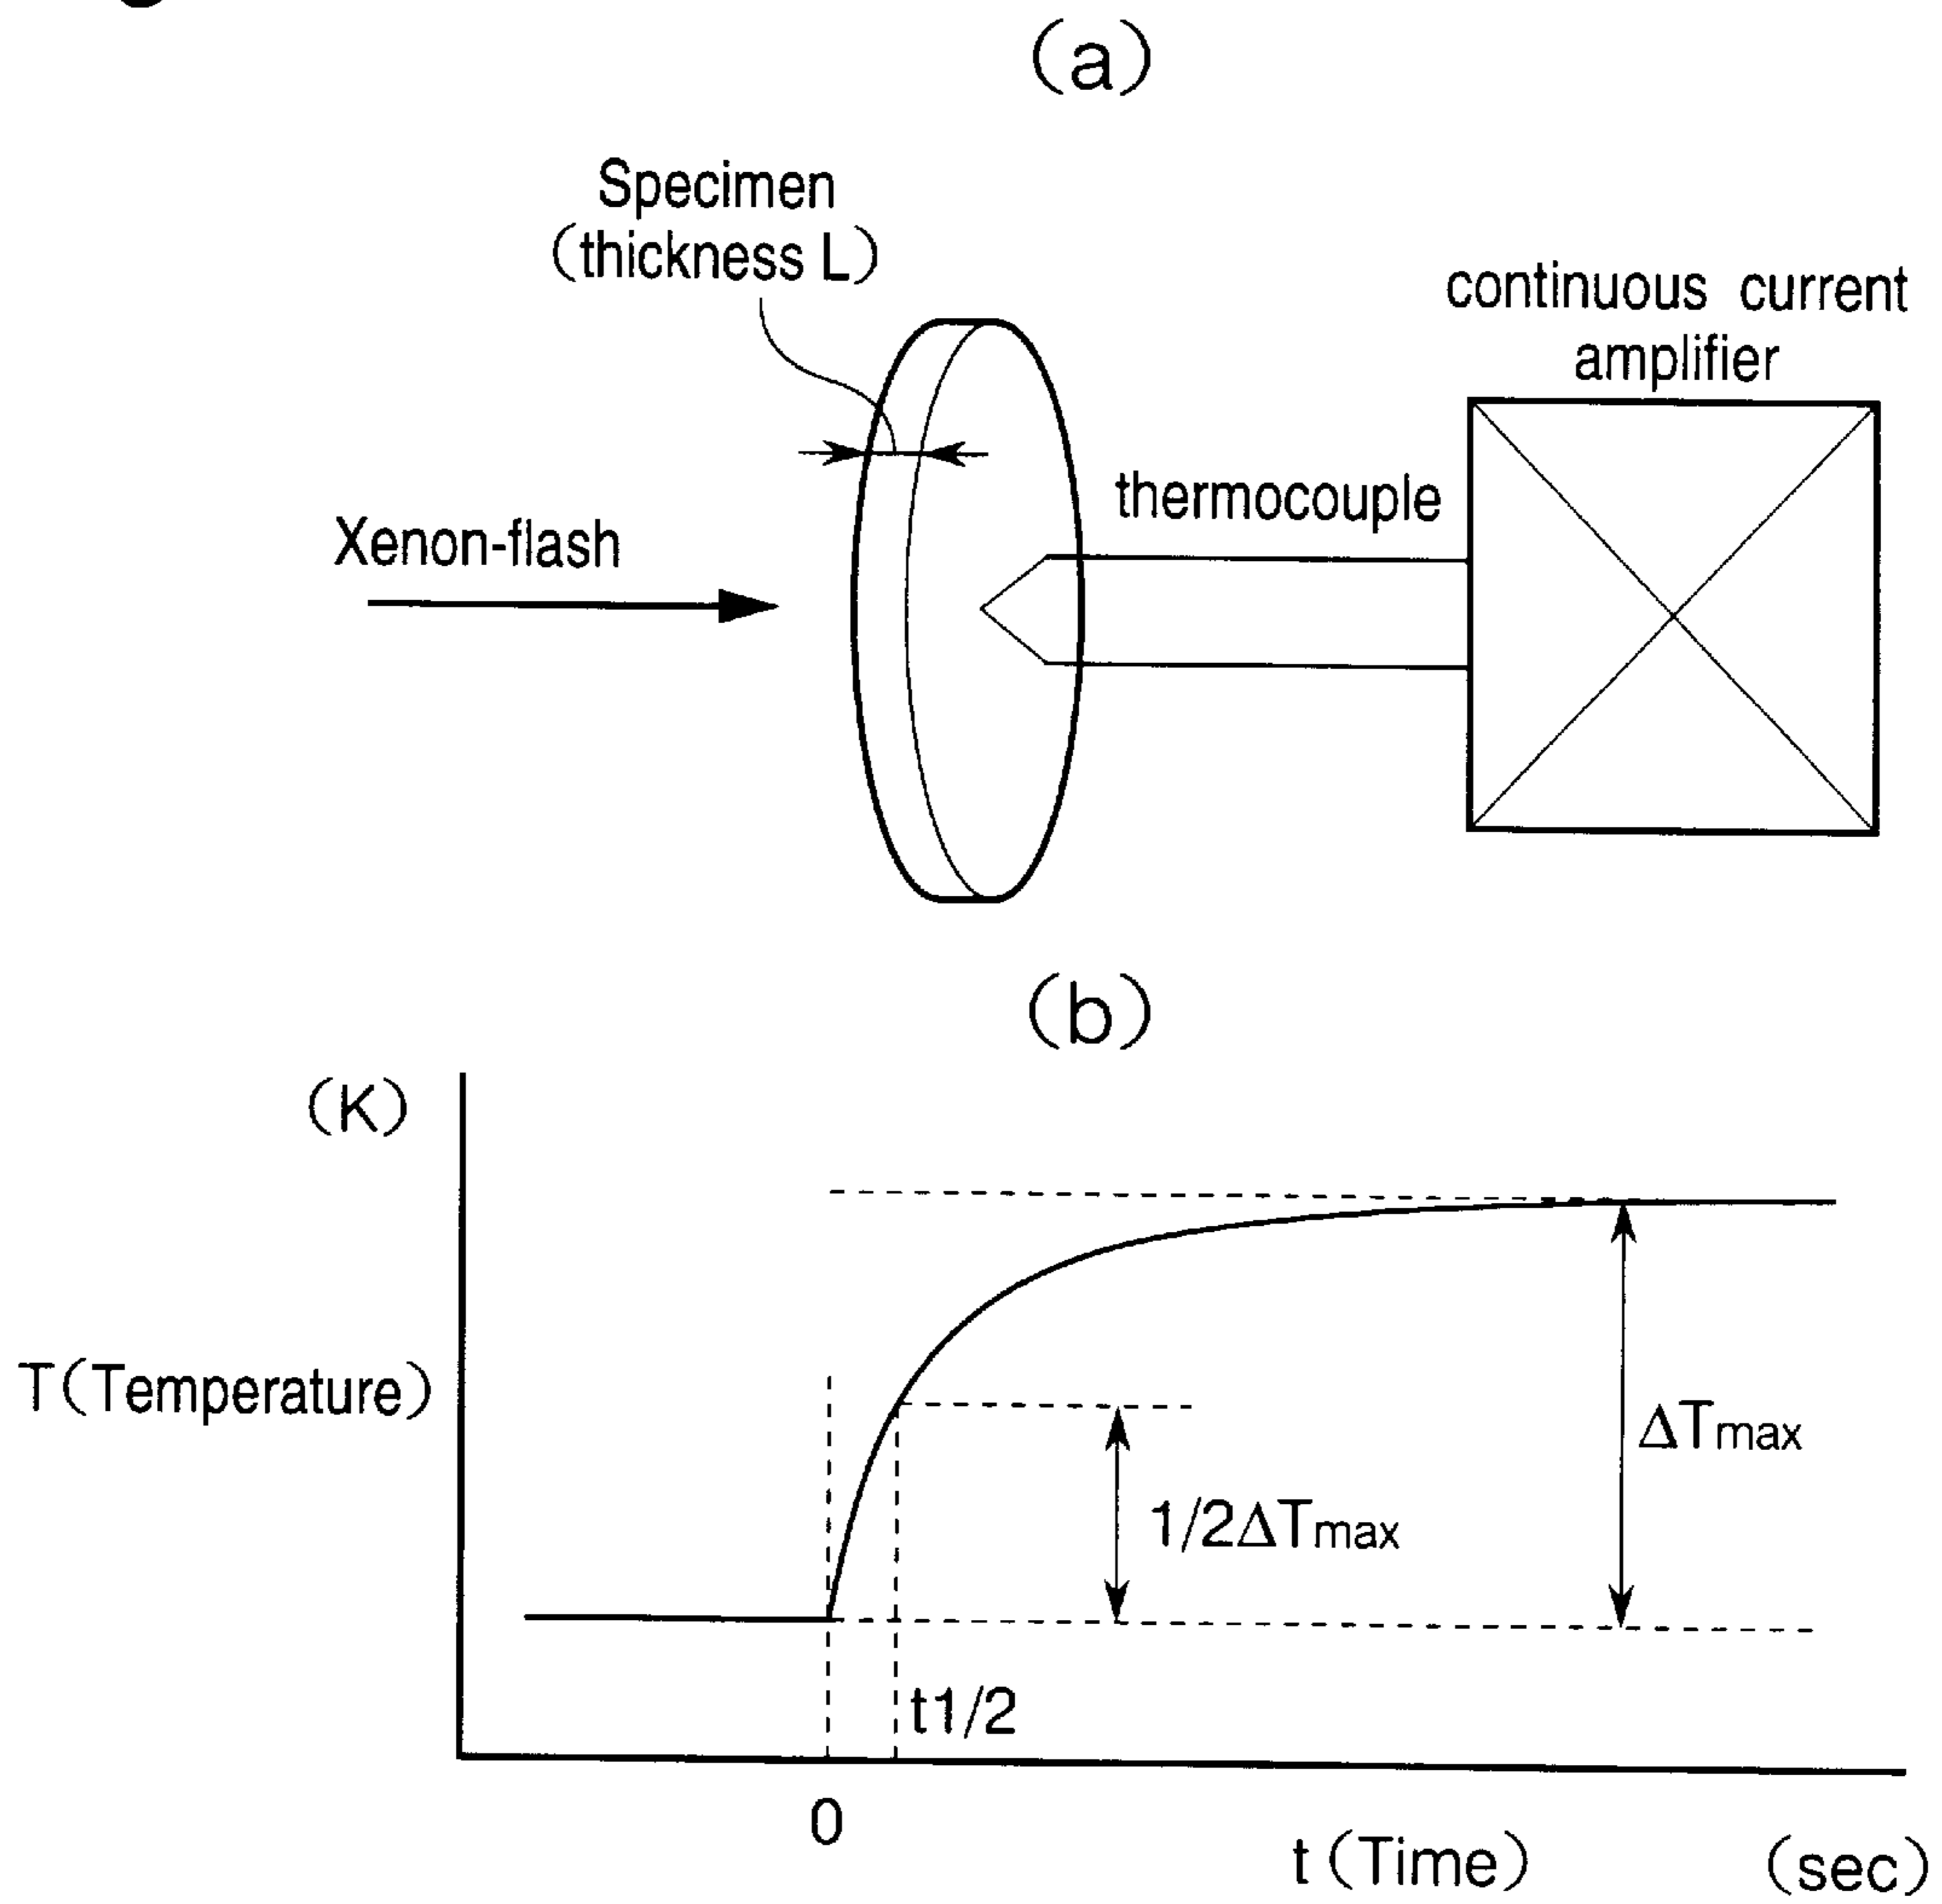 (a)
Specimen
(thickness L)
continuous current
amplifier
thermocouple
Xenon-flash
(b)
(K)
T(Temperature)
ΔTmax
1/2ΔTmax
t1/2
0
t(Time)
(sec)